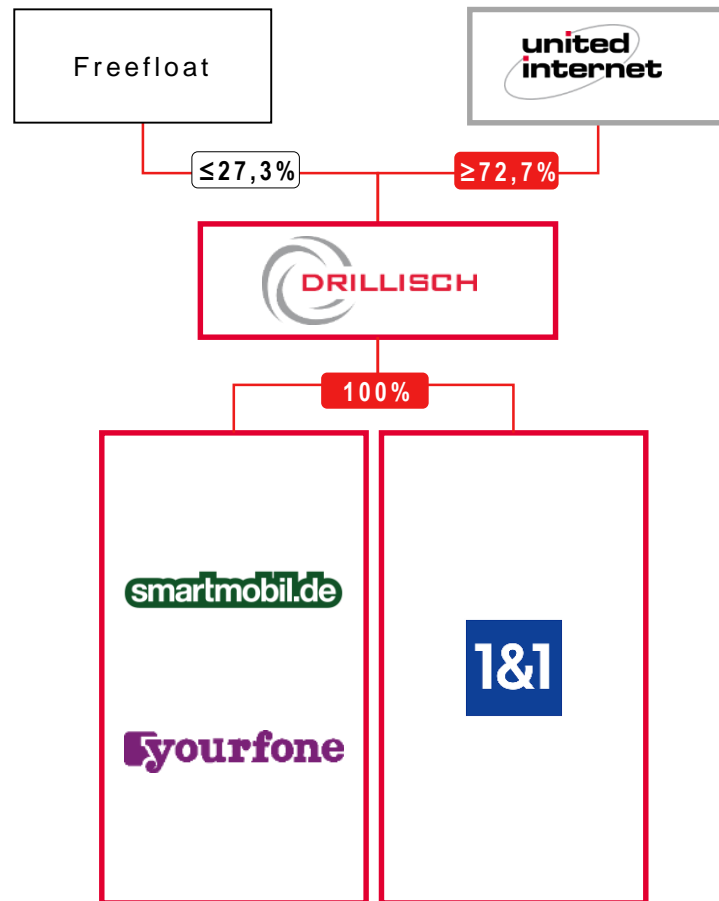 Freefloat
united
internet
≤27,3%
≥72,7%
DRILLISCH
100%
smartmobil.de
1&1
yourfone